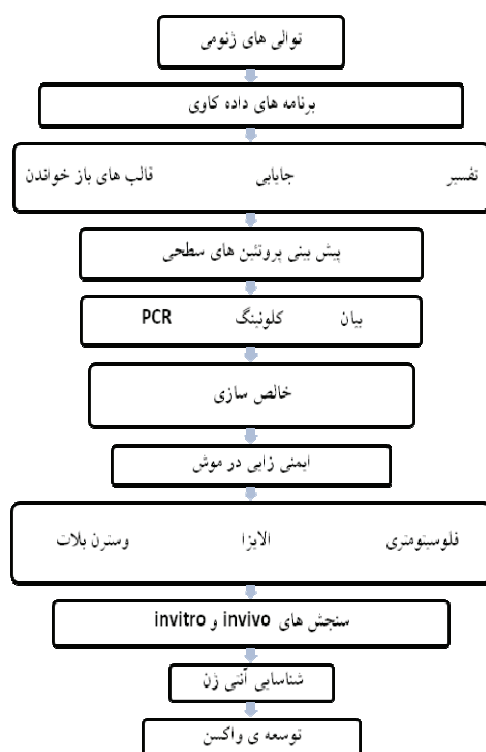 توالی های ژنومی
برنامه های داده کاوی
تفسیر جایابی قالب های باز خواندن
پیش بینی پروتئین های سطحی
بیان کلونینگ PCR
خالص سازی
ایمنی زایی در موش
فلوسیتومتری الایزا وسترن بلات
سنجش های invivo و invitro
شناسایی آنتی ژن
توسعه ی واکسن